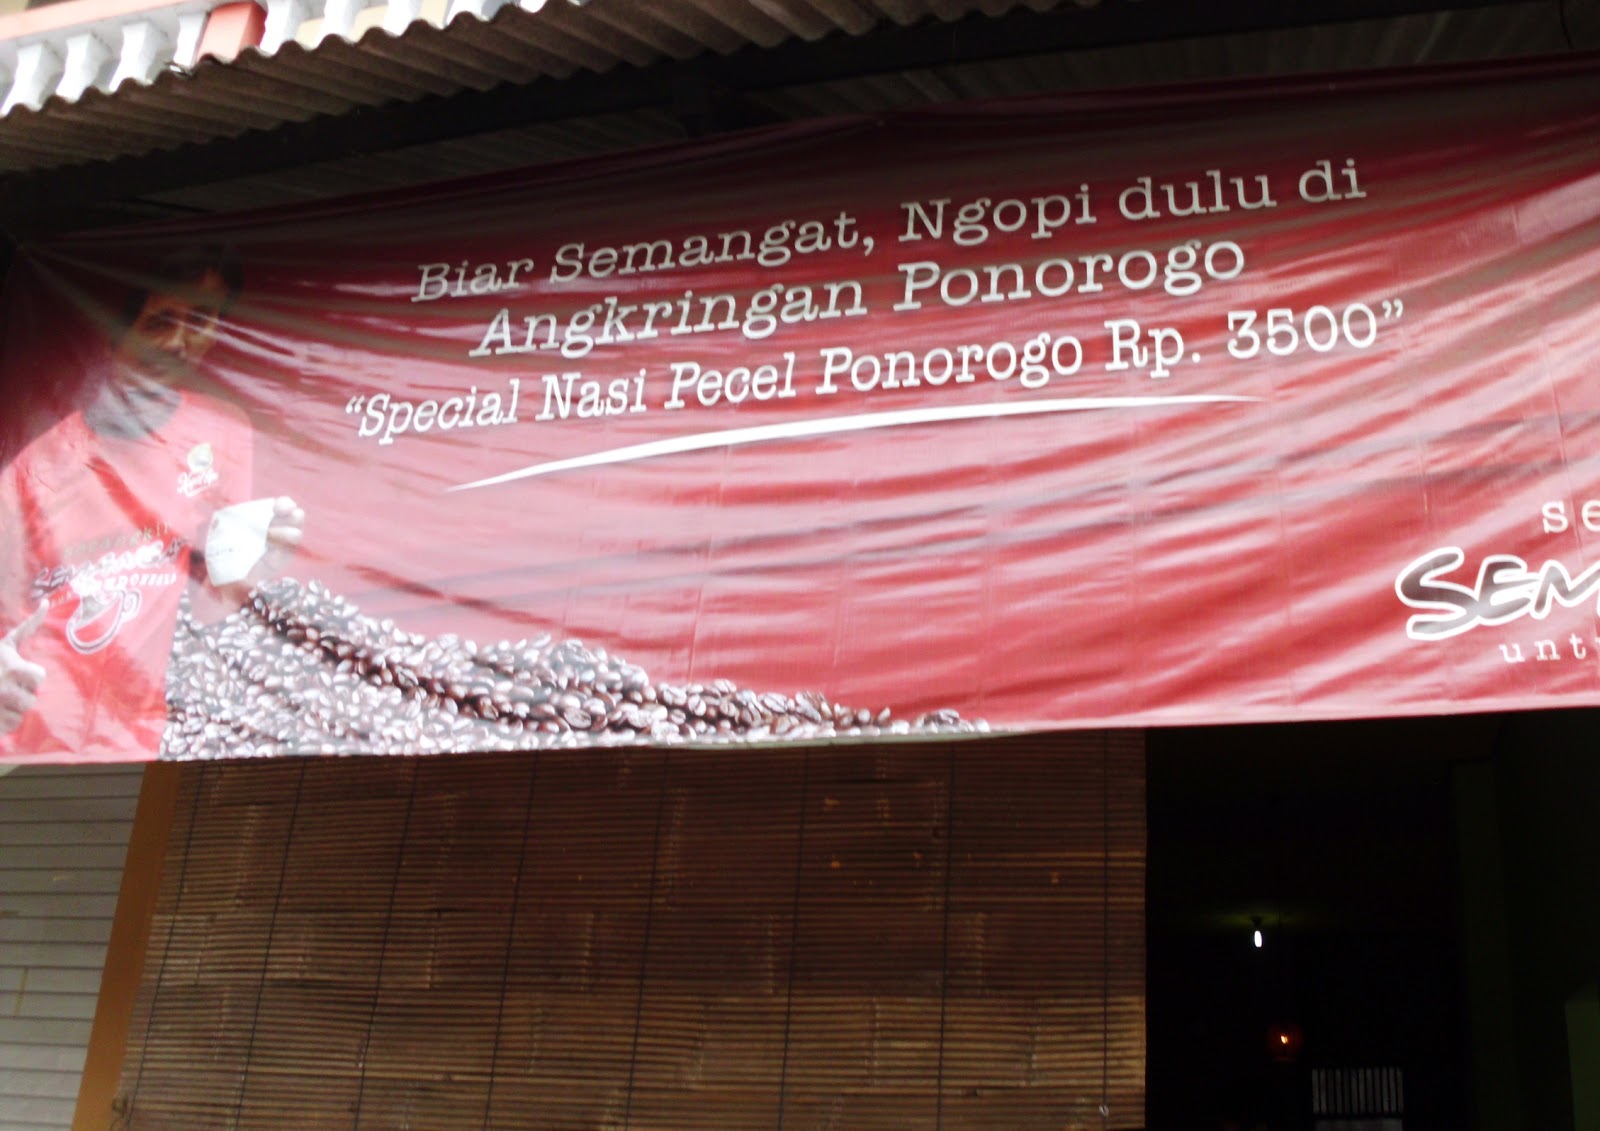 Biar Semangat, Ngopi dulu di
Angkringan Ponorogo
“Special Nasi Pecel Ponorogo Rp. 3500”